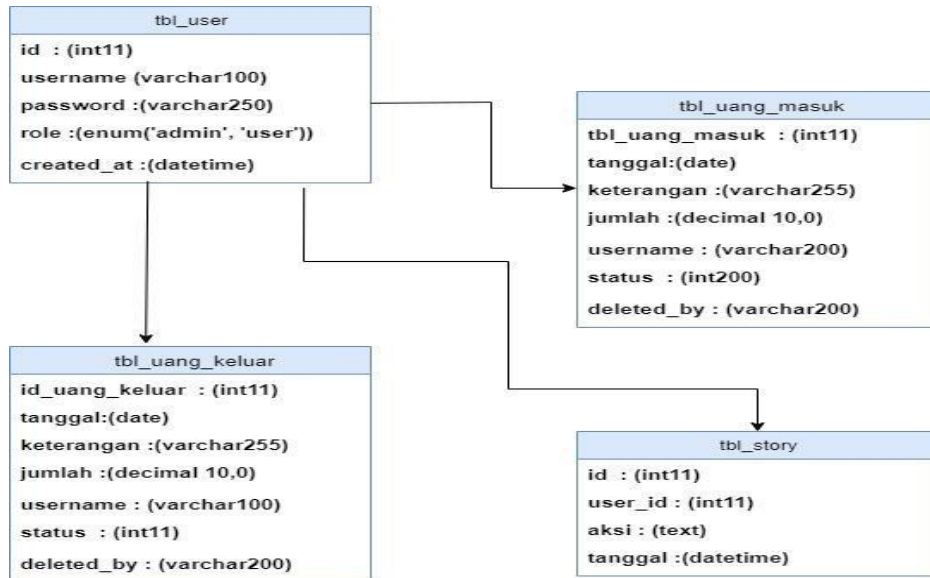 tbl_user
id : (int11)
username (varchar100)
password :(varchar250)
role :(enum('admin', 'user'))
created_at :(datetime)
tbl_uang_masuk
tbl_uang_masuk : (int11)
tanggal:(date)
keterangan :(varchar255)
jumlah :(decimal 10,0)
username : (varchar200)
status : (int200)
deleted_by : (varchar200)
tbl_uang_keluar
id_uang_keluar : (int11)
tanggal:(date)
keterangan :(varchar255)
jumlah :(decimal 10,0)
username : (varchar100)
status : (int11)
deleted_by : (varchar200)
tbl_story
id : (int11)
user_id : (int11)
aksi : (text)
tanggal :(datetime)